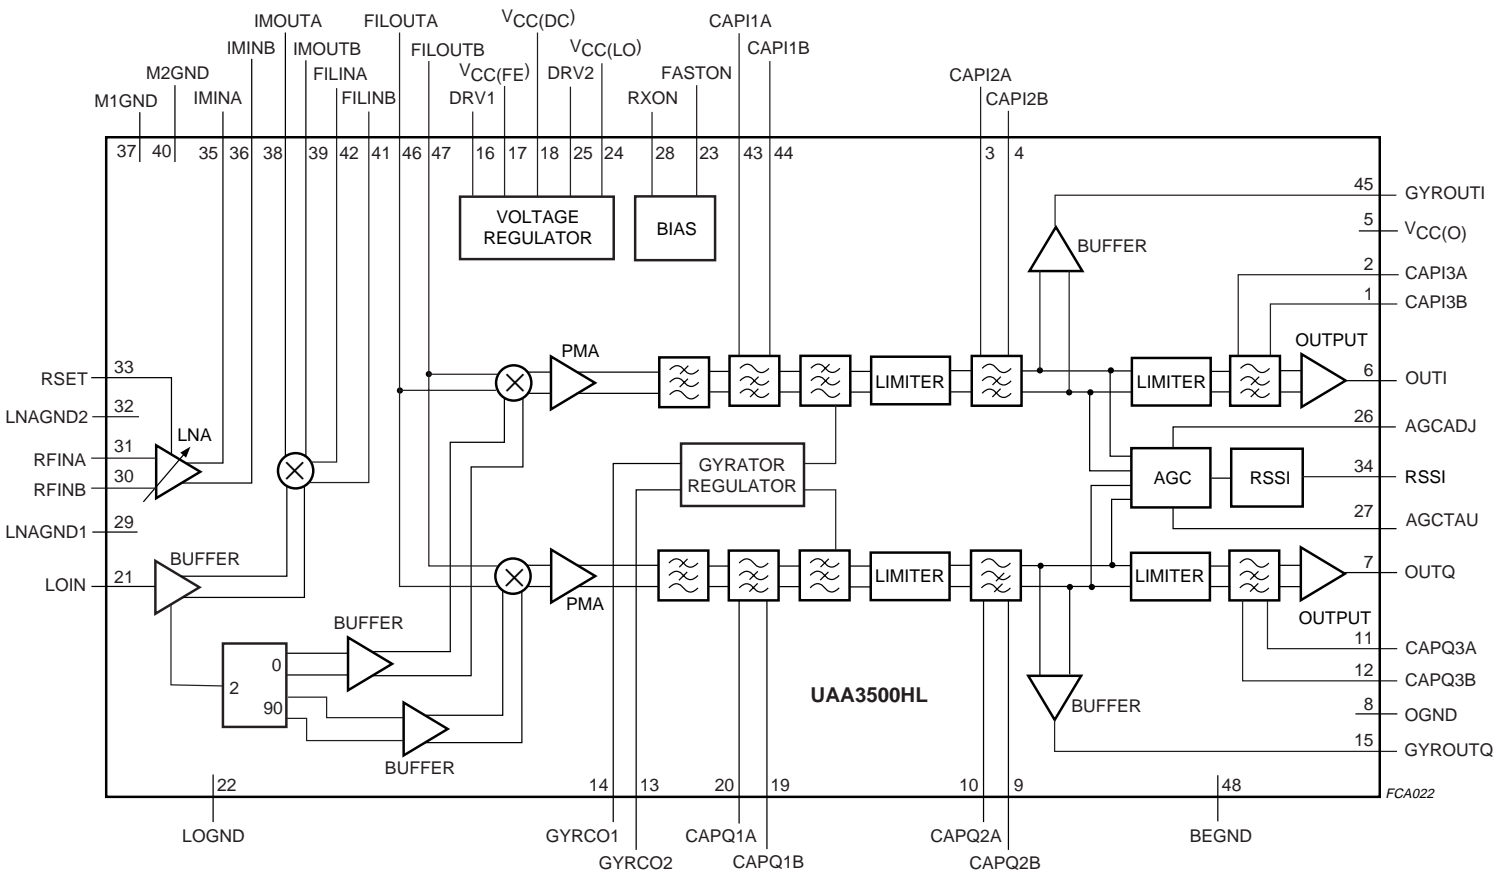 IMOUTA
FILOUTA
VCC(DC)
CAPI1A
IMINB
IMOUTB
FILOUTB
VCC(LO)
CAPI1B
M2GND
FILINA
VCC(FE)
DRV2
FASTON
CAPI2A
M1GND
IMINA
FILINB
DRV1
RXON
CAPI2B
37 40 35 36 38 39 42 41 46 47 16 17 18 25 24 28 23 43 44 3 4
45 GYROUTI
VOLTAGE
REGULATOR
BIAS
5 VCC(O)
BUFFER
2 CAPI3A
1 CAPI3B
OUTPUT
PMA
33
RSET
LIMITER
LIMITER
6 OUTI
32
LNAGND2
26 AGCADJ
LNA
31
RFINA
30
RFINB
GYRATOR
REGULATOR
AGC
RSSI
34 RSSI
29
LNAGND1
27 AGCTAU
BUFFER
LOIN 21
PMA
LIMITER
LIMITER
7 OUTQ
OUTPUT
BUFFER
11 CAPQ3A
0
2
90
12 CAPQ3B
UAA3500HL
BUFFER
8 OGND
15 GYROUTQ
BUFFER
22 14 13 20 19 10 9 48
FCA022
LOGND
GYRCO1
CAPQ1A
CAPQ2A
BEGND
GYRCO2
CAPQ1B
CAPQ2B